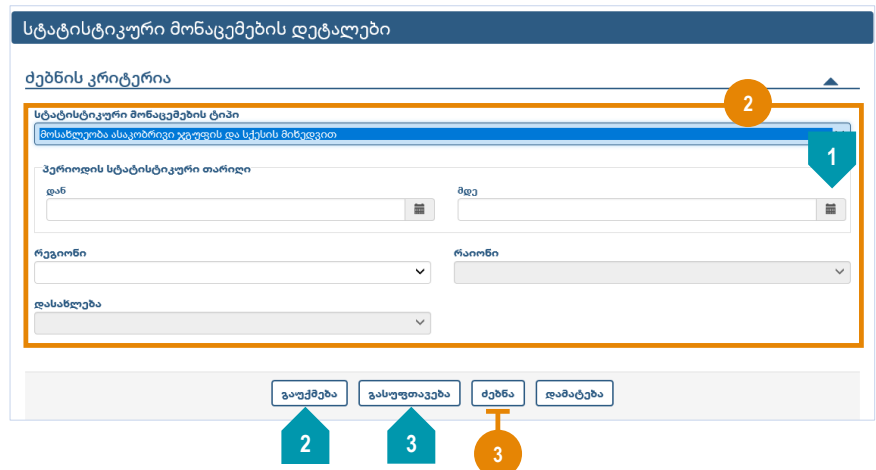 სტატისტიკური მონაცემების დეტალები
ძებნის კრიტერია
2
სტატისტიკური მონაცემების ტიპი
მოსახლეობა ასაკობრივი ჯგუფის და სქესის მიხედვით
1
პერიოდის სტატისტიკური თარიღი
დან მდე
რეგიონი რაიონი
დასახლება
გაუქმება გასუფთავება ძებნა დამატება
2 3 3